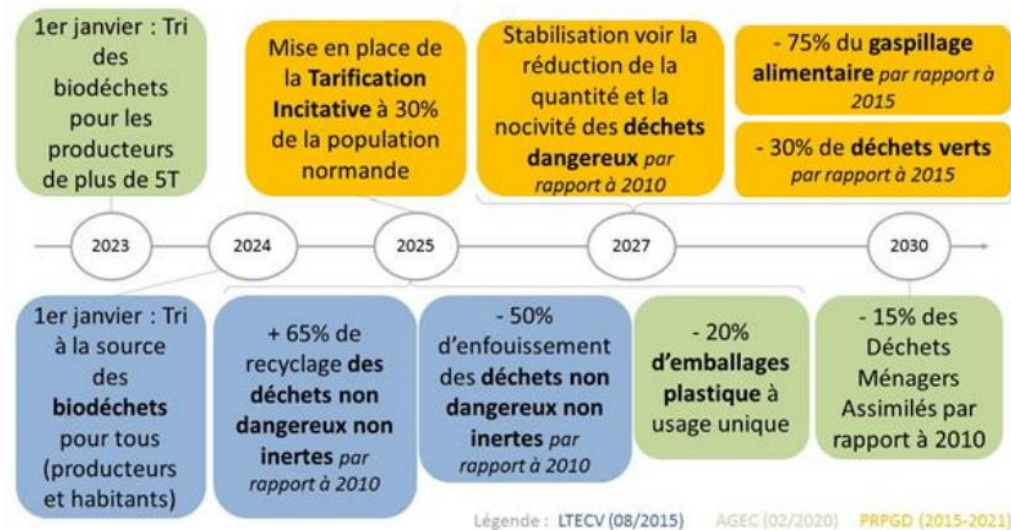 1er janvier : Tri
des
biodéchets
pour les
producteurs
de plus de 5T
Mise en place de
la Tarification
Incitative à 30%
de la population
normande
Stabilisation voir la
réduction de la
quantité et la
nocivité des déchets
dangereux par
rapport à 2010
- 75% du gaspillage
alimentaire par rapport à
2015
- 30% de déchets verts
par rapport à 2015
2023
2024
2025
2027
2030
1er janvier : Tri
à la source
des
biodéchets
pour tous
(producteurs
et habitants)
+ 65% de
recyclage des
déchets non
dangereux non
inertes par
rapport à 2010
- 50%
d'enfouissement
des déchets non
dangereux non
inertes par
rapport à 2010
- 20%
d'emballages
plastique à
usage unique
- 15% des
Déchets
Ménagers
Assimilés par
rapport à 2010
Légende : LTECV (08/2015) AGEC (02/2020) PRPGD (2015-2021)